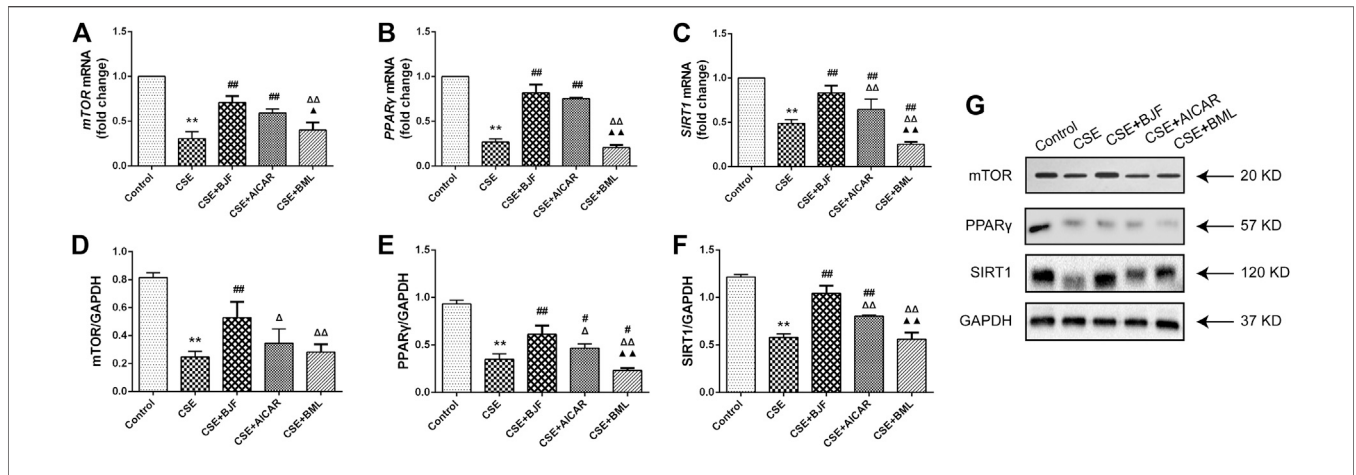 A
mTOR mRNA
(fold change)
1.5
1.0
0.5
0.0
**
##
##
ΔΔ
▲
Control
CSE
CSE+BJF
CSE+AICAR
CSE+BML
B
PPARγ mRNA
(fold change)
1.5
1.0
0.5
0.0
**
##
##
ΔΔ
▲▲
Control
CSE
CSE+BJF
CSE+AICAR
CSE+BML
C
SIRT1 mRNA
(fold change)
1.5
1.0
0.5
0.0
**
##
##
ΔΔ
##
ΔΔ
▲▲
Control
CSE
CSE+BJF
CSE+AICAR
CSE+BML
D
mTOR/GAPDH
1.0
0.8
0.6
0.4
0.2
0.0
**
##
Δ
ΔΔ
Control
CSE
CSE+BJF
CSE+AICAR
CSE+BML
E
PPARγ/GAPDH
1.5
1.0
0.5
0.0
**
##
#
Δ
#
ΔΔ
▲▲
Control
CSE
CSE+BJF
CSE+AICAR
CSE+BML
F
SIRT1/GAPDH
1.5
1.0
0.5
0.0
**
##
##
ΔΔ
ΔΔ
▲▲
Control
CSE
CSE+BJF
CSE+AICAR
CSE+BML
G
Control
CSE
CSE+BJF
CSE+AICAR
CSE+BML
mTOR
20 KD
PPARγ
57 KD
SIRT1
120 KD
GAPDH
37 KD